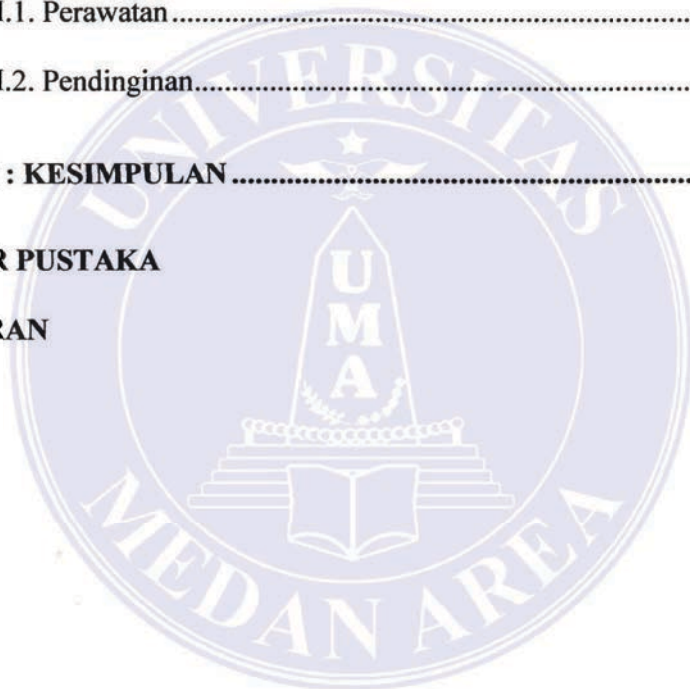 I.1. Perawatan ..........................................................................
I.2. Pendinginan ......................................................................
: KESIMPULAN .................................................................
R PUSTAKA
RAN
UNIVERSITAS
U
M
A
MEDAN AREA